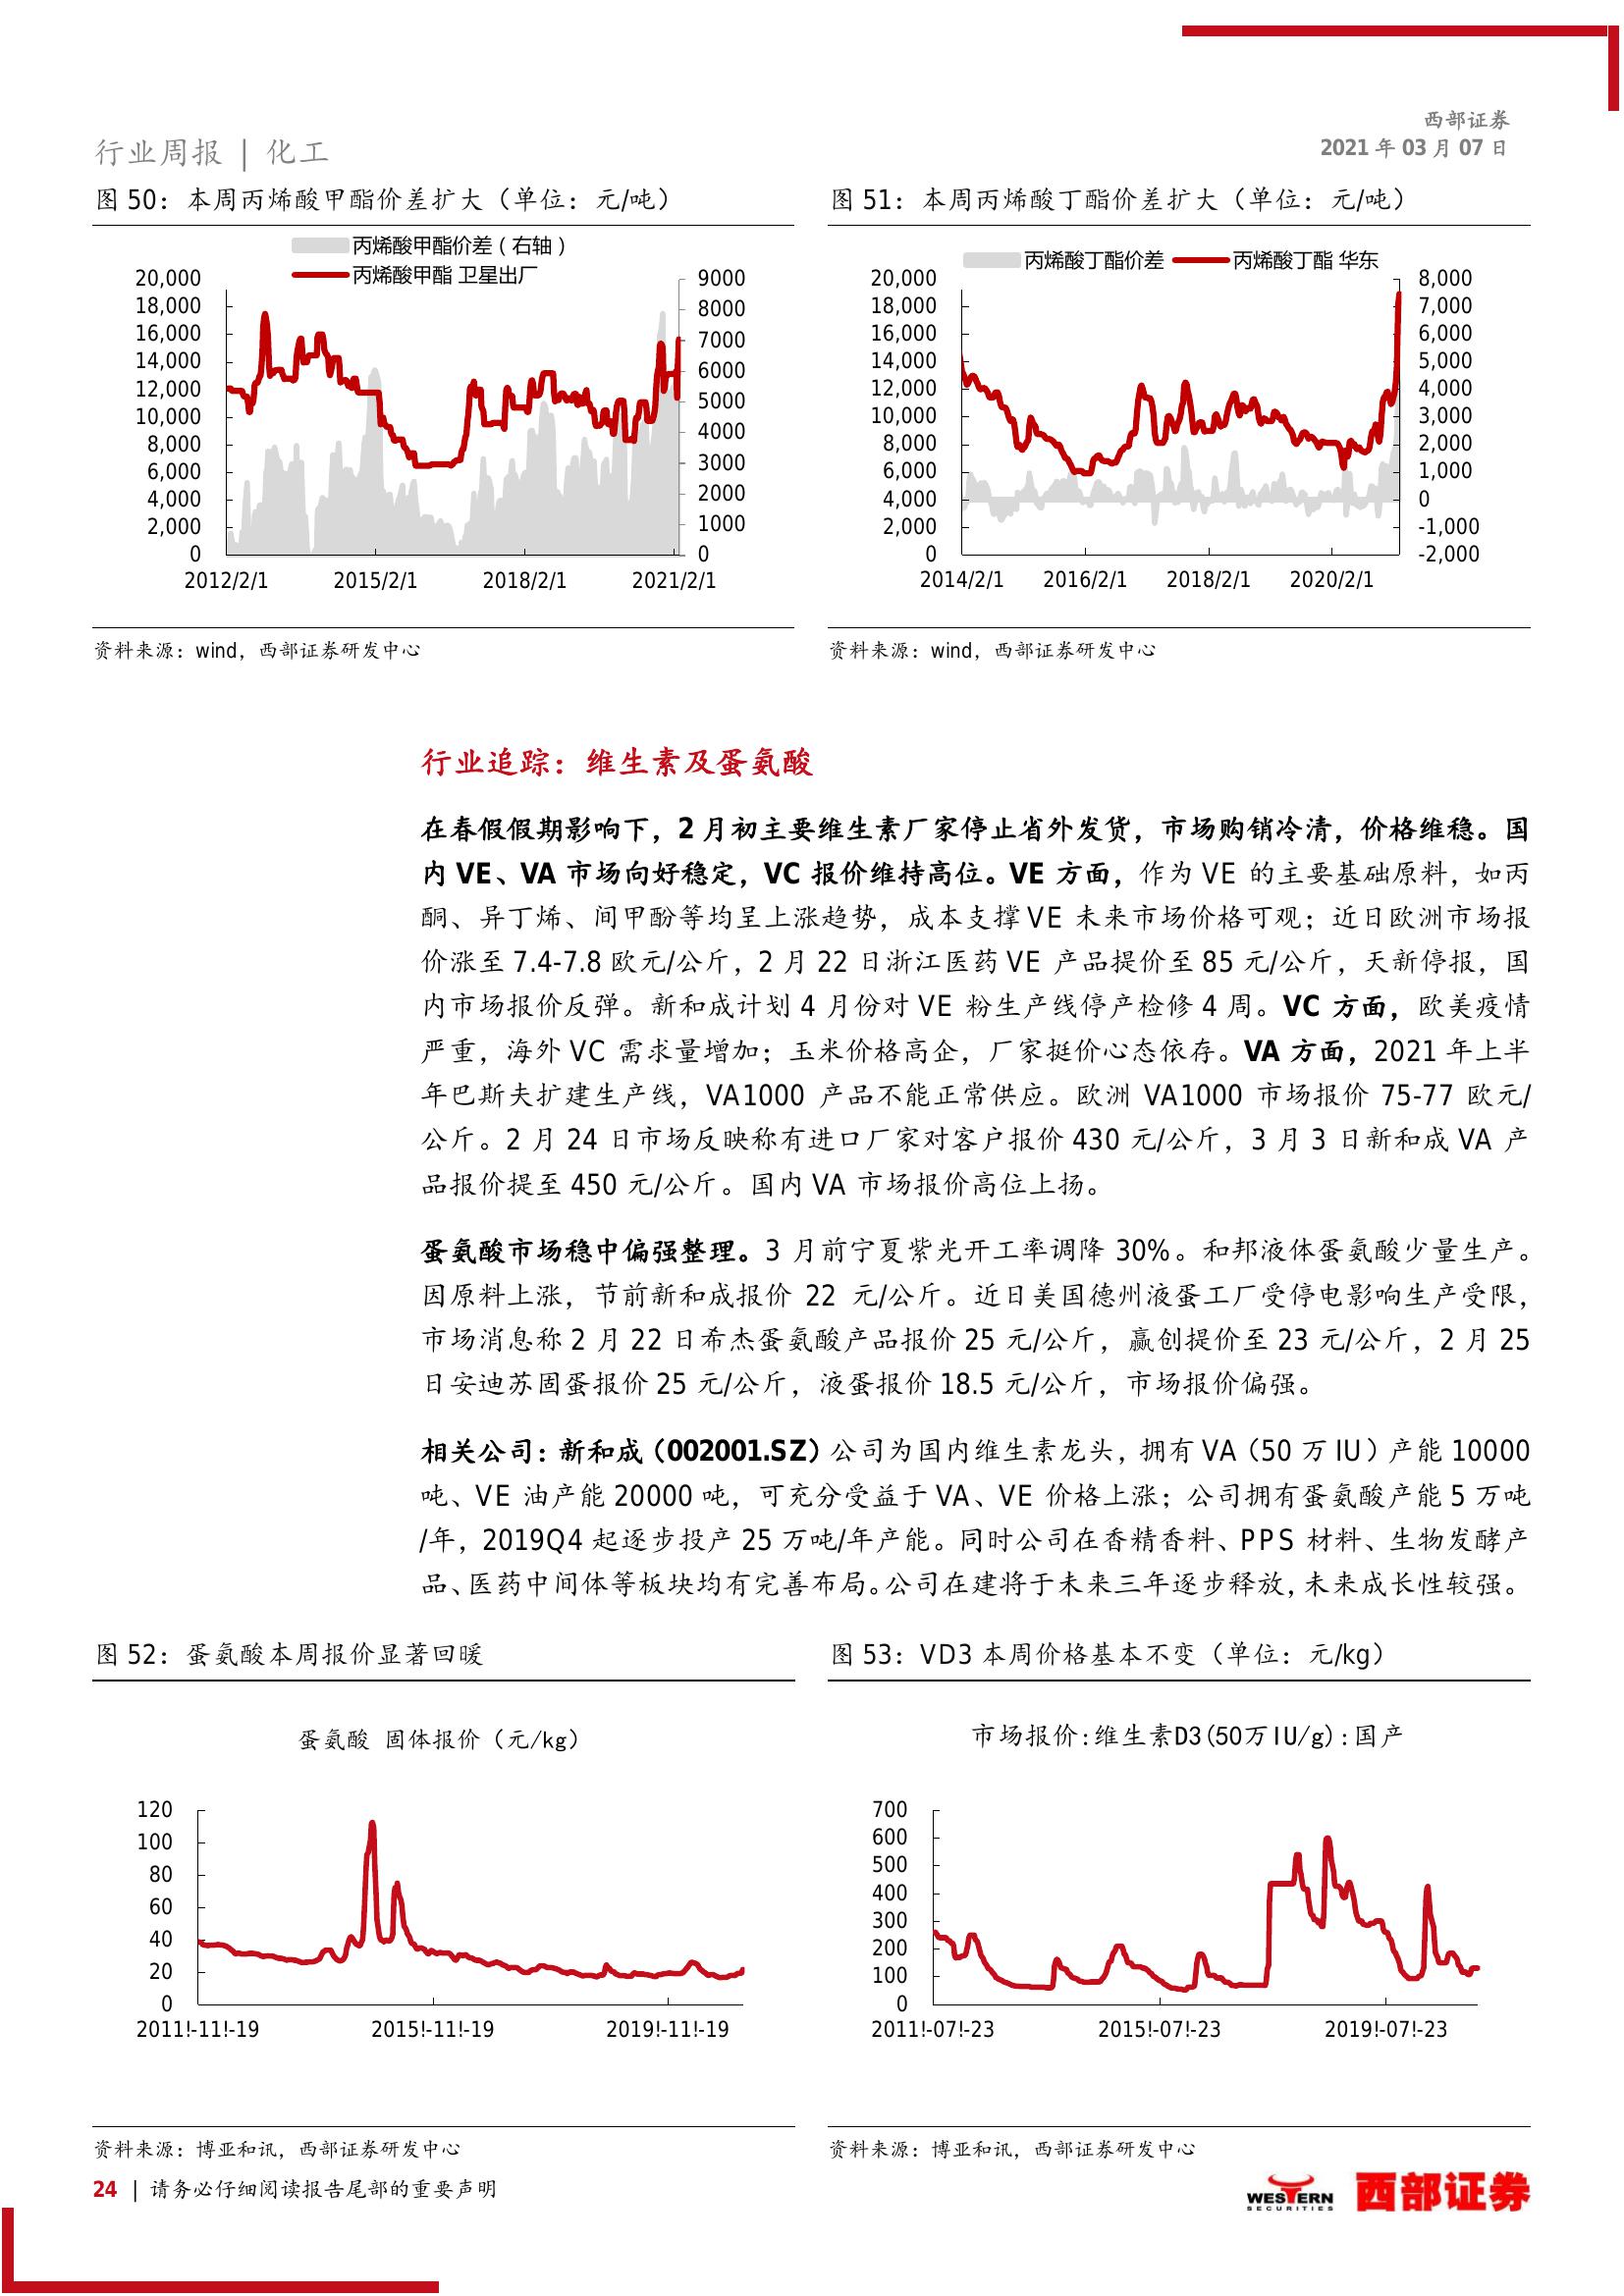 西部证券
行业周报 | 化工
2021 年 03 月 07 日
图 50：本周丙烯酸甲酯价差扩大（单位：元/吨）
丙烯酸甲酯价差（右轴）
丙烯酸甲酯 卫星出厂
20,000
18,000
16,000
14,000
12,000
10,000
8,000
6,000
4,000
2,000
0
9000
8000
7000
6000
5000
4000
3000
2000
1000
0
2012/2/1 2015/2/1 2018/2/1 2021/2/1
资料来源：wind，西部证券研发中心
图 51：本周丙烯酸丁酯价差扩大（单位：元/吨）
丙烯酸丁酯价差 丙烯酸丁酯 华东
20,000
18,000
16,000
14,000
12,000
10,000
8,000
6,000
4,000
2,000
0
8,000
7,000
6,000
5,000
4,000
3,000
2,000
1,000
0
-1,000
-2,000
2014/2/1 2016/2/1 2018/2/1 2020/2/1
资料来源：wind，西部证券研发中心
行业追踪：维生素及蛋氨酸
在春假假期影响下，2 月初主要维生素厂家停止省外发货，市场购销冷清，价格维稳。国
内 VE、VA 市场向好稳定，VC 报价维持高位。VE 方面，作为 VE 的主要基础原料，如丙
酮、异丁烯、间甲酚等均呈上涨趋势，成本支撑 VE 未来市场价格可观；近日欧洲市场报
价涨至 7.4-7.8 欧元/公斤，2 月 22 日浙江医药 VE 产品提价至 85 元/公斤，天新停报，国
内市场报价反弹。新和成计划 4 月份对 VE 粉生产线停产检修 4 周。VC 方面，欧美疫情
严重，海外 VC 需求量增加；玉米价格高企，厂家挺价心态依存。VA 方面，2021 年上半
年巴斯夫扩建生产线，VA1000 产品不能正常供应。欧洲 VA1000 市场报价 75-77 欧元/
公斤。2 月 24 日市场反映称有进口厂家对客户报价 430 元/公斤，3 月 3 日新和成 VA 产
品报价提至 450 元/公斤。国内 VA 市场报价高位上扬。
蛋氨酸市场稳中偏强整理。3 月前宁夏紫光开工率调降 30%。和邦液体蛋氨酸少量生产。
因原料上涨，节前新和成报价 22 元/公斤。近日美国德州液蛋工厂受停电影响生产受限，
市场消息称 2 月 22 日希杰蛋氨酸产品报价 25 元/公斤，赢创提价至 23 元/公斤，2 月 25
日安迪苏固蛋报价 25 元/公斤，液蛋报价 18.5 元/公斤，市场报价偏强。
相关公司：新和成（002001.SZ）公司为国内维生素龙头，拥有 VA（50 万 IU）产能 10000
吨、VE 油产能 20000 吨，可充分受益于 VA、VE 价格上涨；公司拥有蛋氨酸产能 5 万吨
/年，2019Q4 起逐步投产 25 万吨/年产能。同时公司在香精香料、PPS 材料、生物发酵产
品、医药中间体等板块均有完善布局。公司在建将于未来三年逐步释放，未来成长性较强。
图 52：蛋氨酸本周报价显著回暖
蛋氨酸 固体报价（元/kg）
120
100
80
60
40
20
0
2011!-11!-19 2015!-11!-19 2019!-11!-19
资料来源：博亚和讯，西部证券研发中心
图 53：VD3 本周价格基本不变（单位：元/kg）
市场报价:维生素D3(50万IU/g):国产
700
600
500
400
300
200
100
0
2011!-07!-23 2015!-07!-23 2019!-07!-23
资料来源：博亚和讯，西部证券研发中心
24 | 请务必仔细阅读报告尾部的重要声明
WESTERN
SECURITIES
西部证券